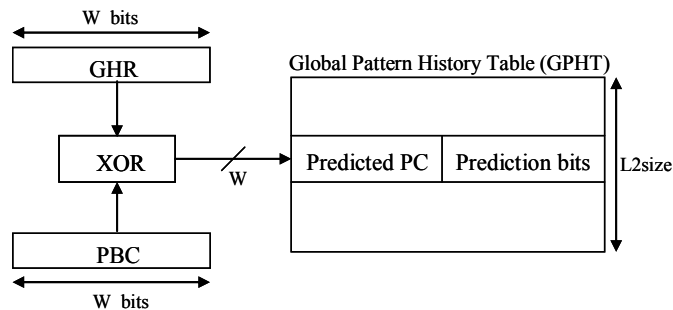 W bits
GHR
Global Pattern History Table (GPHT)
XOR
W
Predicted PC
Prediction bits
L2size
PBC
W bits